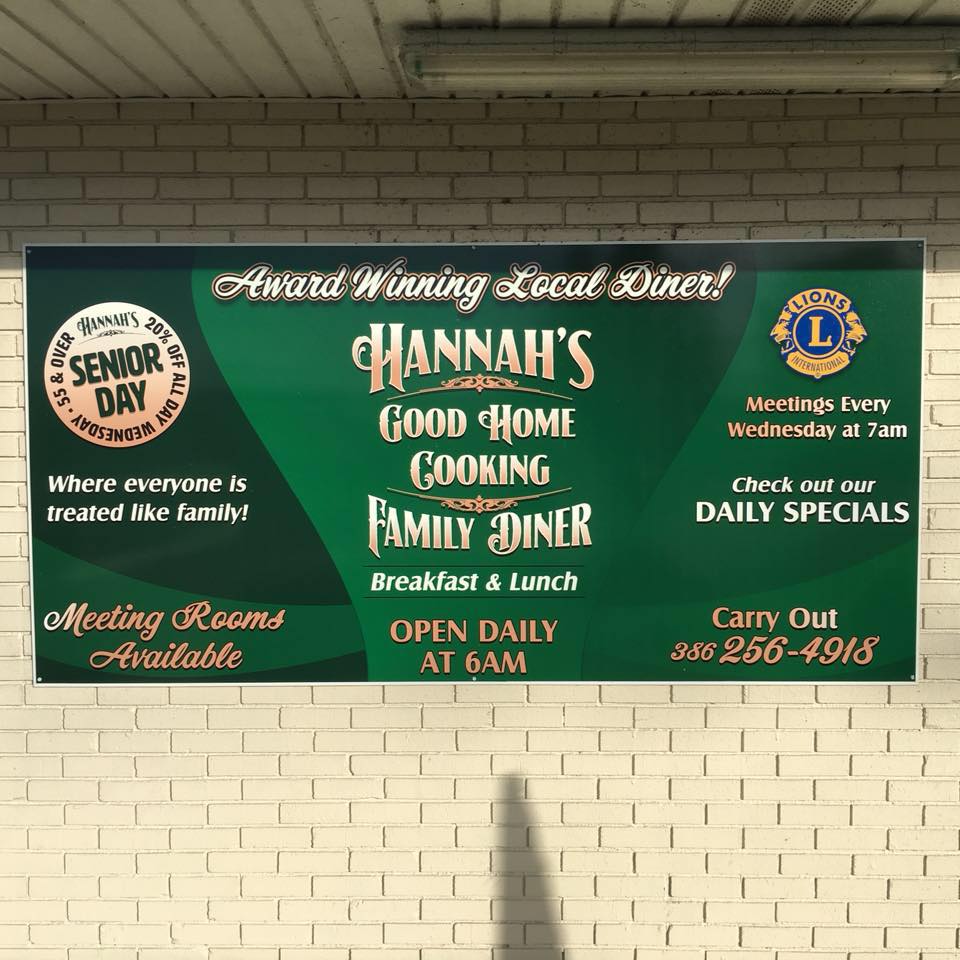 Award Winning Local Diner!
HANNAH'S
SENIOR
DAY
55 & OVER
20% OFF ALL DAY WEDNESDAY
Where everyone is
treated like family!
Meeting Rooms
Available
HANNAH'S
GOOD HOME
COOKING
FAMILY DINER
Breakfast & Lunch
OPEN DAILY
AT 6AM
LIONS
L
INTERNATIONAL
Meetings Every
Wednesday at 7am
Check out our
DAILY SPECIALS
Carry Out
386 256-4918